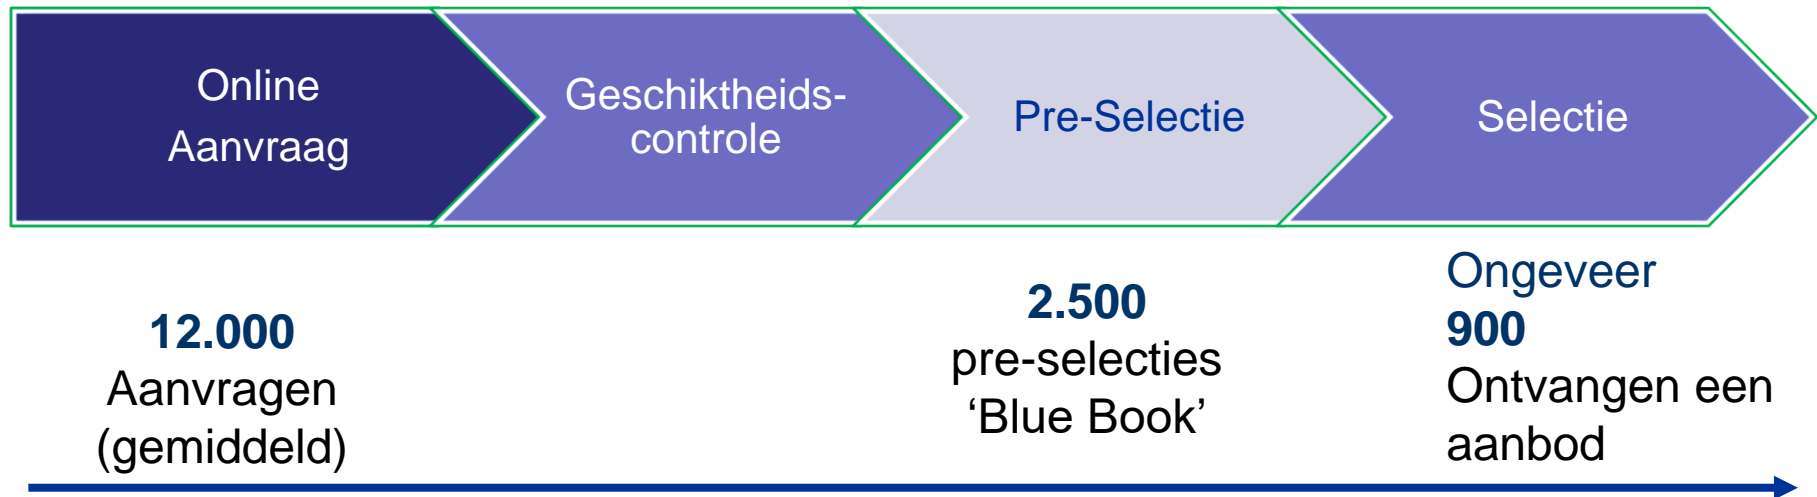 Online
Aanvraag
Geschiktheids-
controle
Pre-Selectie
Selectie
12.000
Aanvragen
(gemiddeld)
2.500
pre-selecties
‘Blue Book’
Ongeveer
900
Ontvangen een
aanbod